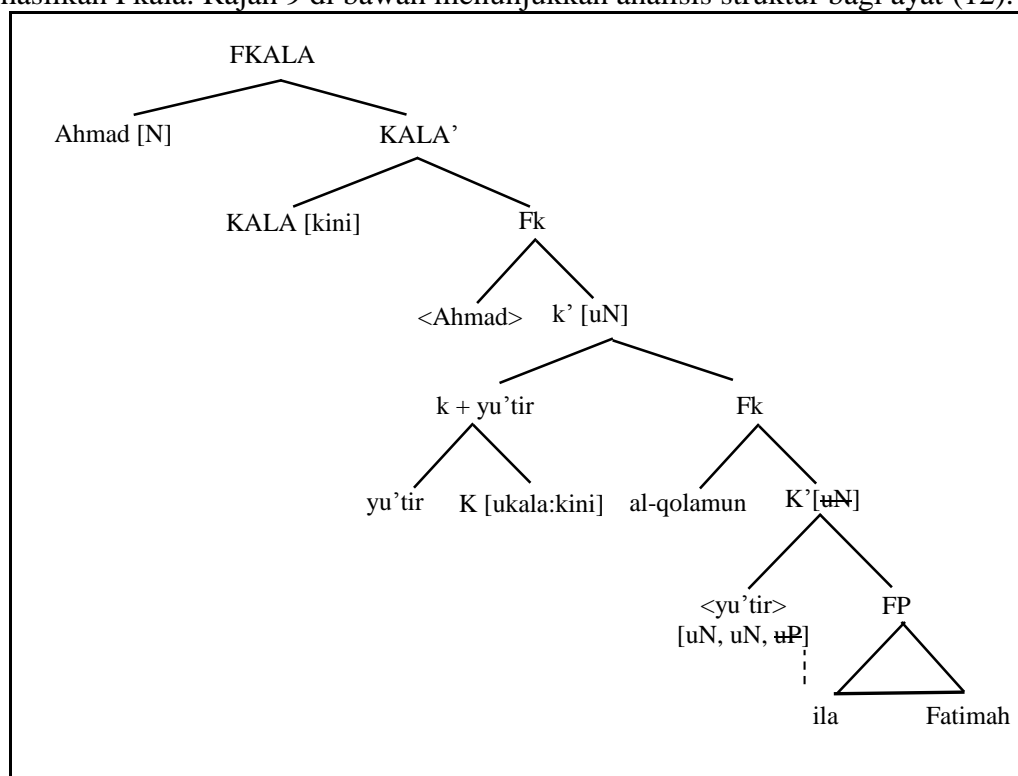 hasilkan Fkala. Rajah 9 di bawah menunjukkan analisis struktur bagi ayat (12).
FKALA
Ahmad [N] KALA’
KALA [kini] Fk
<Ahmad> k’ [uN]
k + yu’tir Fk
yu’tir K [ukala:kini] al-qolamun K’[uN]
<yu’tir> FP
[uN, uN, uP]
ila Fatimah